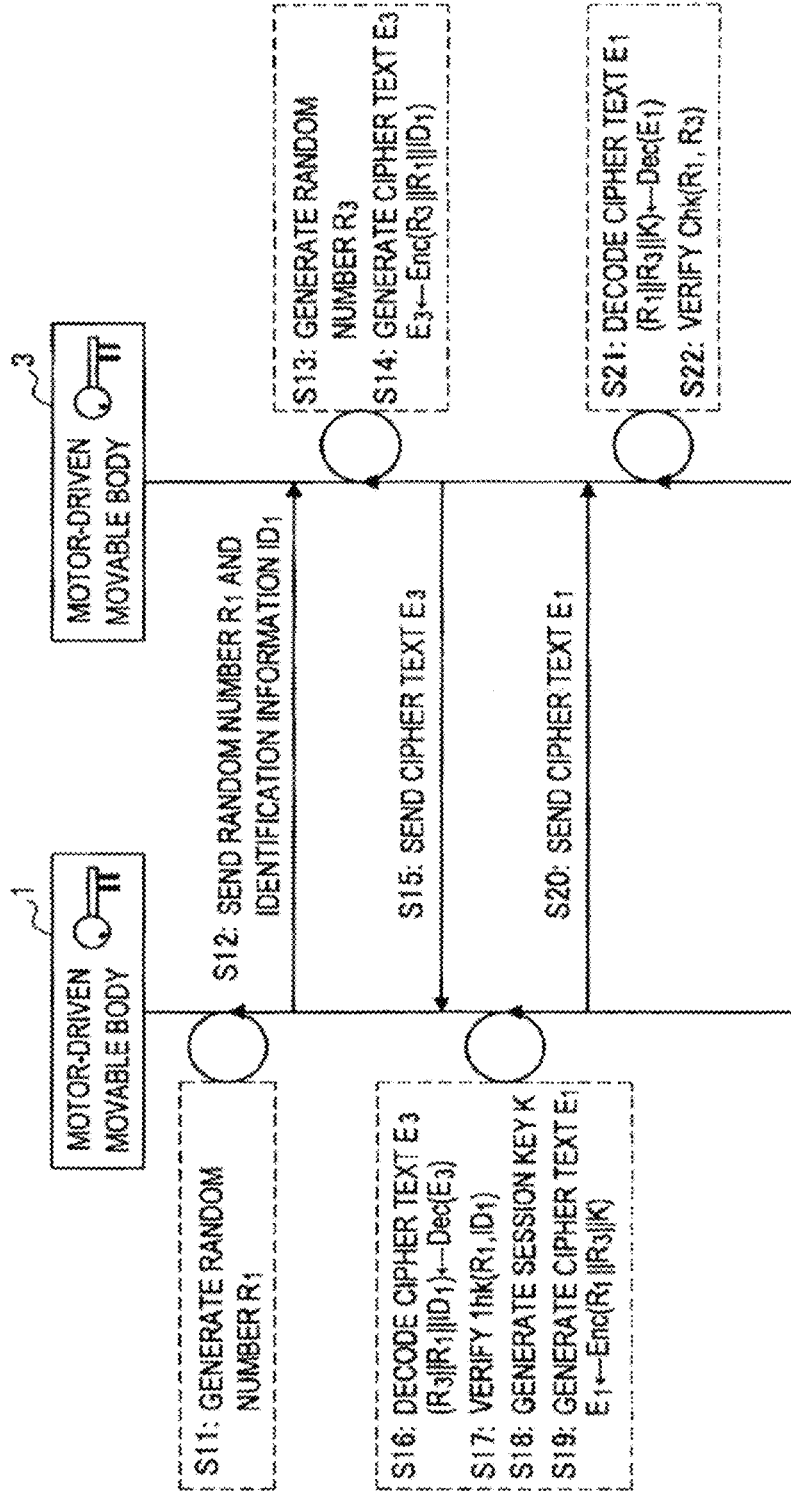 1
MOTOR-DRIVEN
MOVABLE BODY
3
MOTOR-DRIVEN
MOVABLE BODY
S11: GENERATE RANDOM
NUMBER R1
S12: SEND RANDOM NUMBER R1 AND
IDENTIFICATION INFORMATION ID1
S13: GENERATE RANDOM
NUMBER R3
S14: GENERATE CIPHER TEXT E3
E3←Enc(R3||R1||ID1)
S15: SEND CIPHER TEXT E3
S16: DECODE CIPHER TEXT E3
(R3||R1||ID1)←Dec(E3)
S17: VERIFY 1hk(R1,ID1)
S18: GENERATE SESSION KEY K
S19: GENERATE CIPHER TEXT E1
E1←Enc(R1||R3||K)
S20: SEND CIPHER TEXT E1
S21: DECODE CIPHER TEXT E1
(R1||R3||K)←Dec(E1)
S22: VERIFY Chk(R1, R3)